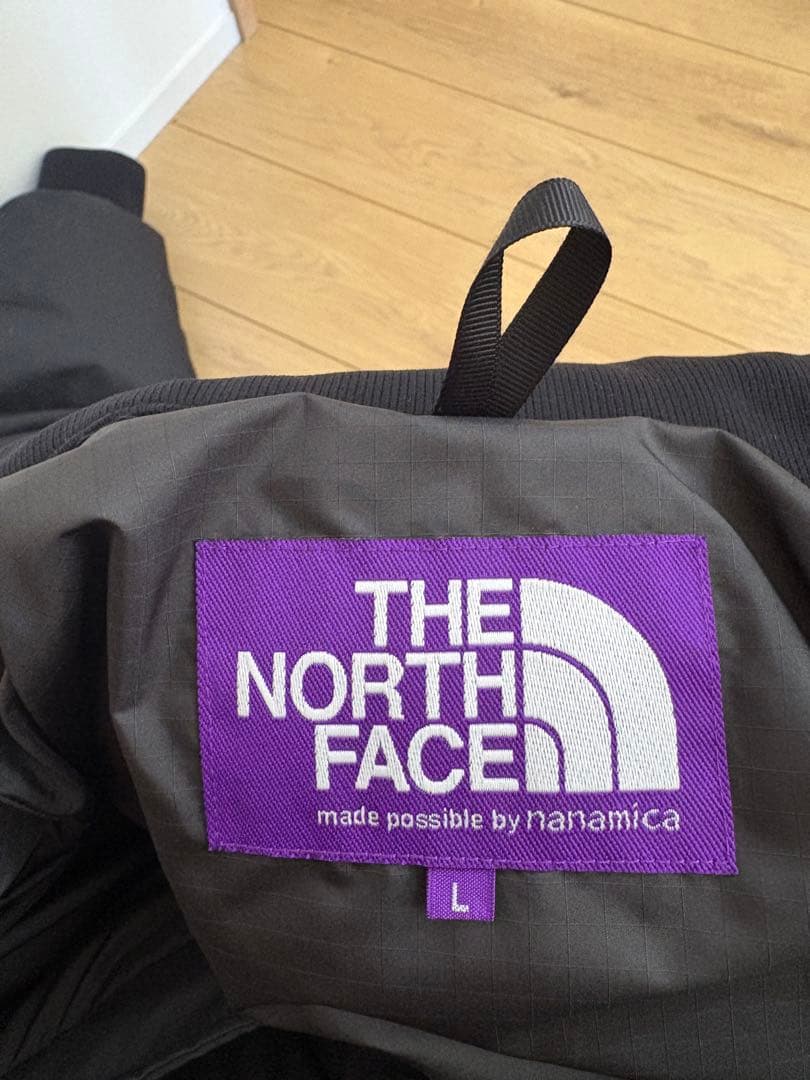 THE
NORTH
FACE
made possible by nanamica
L